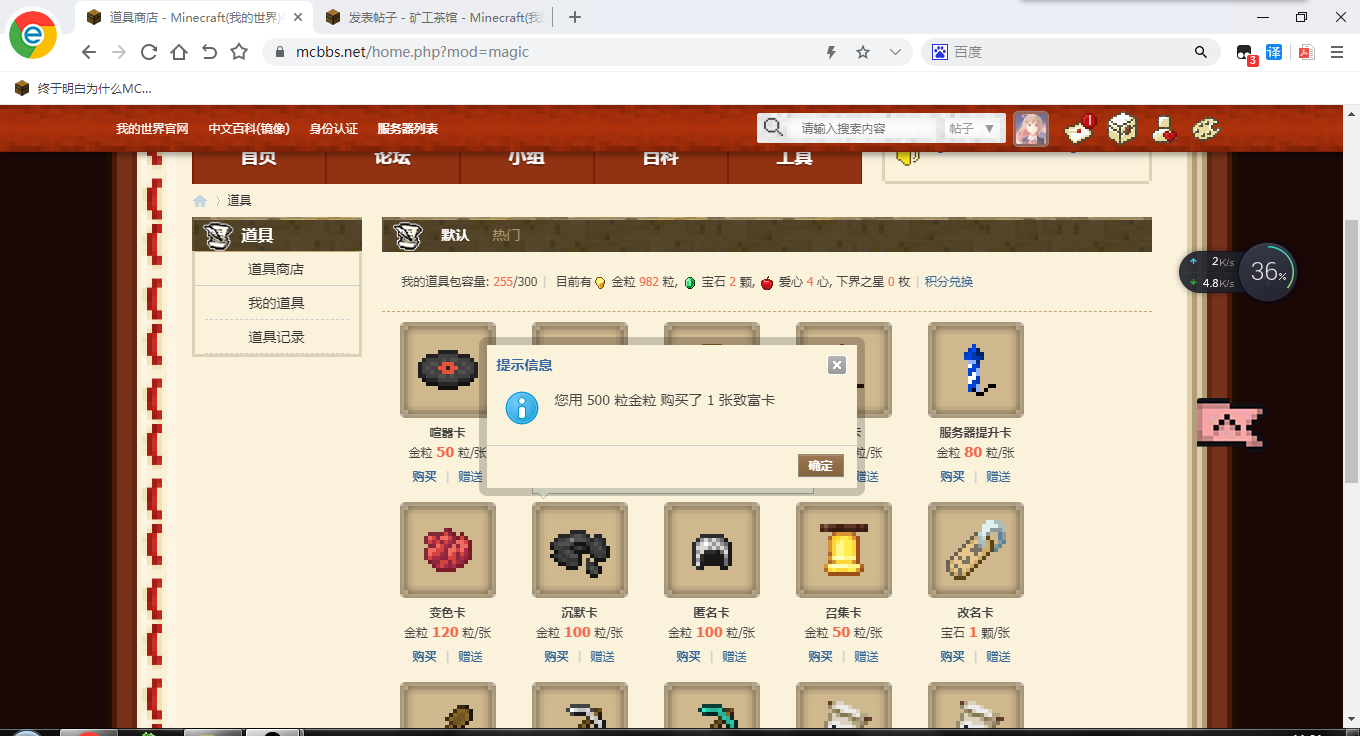 道具商店 - Minecraft(我的世界)
发表帖子 - 矿工茶馆 - Minecraft(我
mcbbs.net/home.php?mod=magic
百度
3
译
终于明白为什么MC...
我的世界官网 中文百科(镜像) 身份认证 服务器列表
请输入搜索内容 帖子 ▼
首页 论坛 小组 百科 工具
道具
道具
道具商店
我的道具
道具记录
默认 热门
我的道具包容量: 255/300 | 目前有 金粒 982 粒, 宝石 2 颗, 爱心 4 心, 下界之星 0 枚 | 积分兑换
2K/s
4.8K/s
36%
提示信息
您用 500 粒金粒 购买了 1 张致富卡
确定
喧嚣卡 卡 服务器提升卡
金粒 50 粒/张 粒/张 金粒 80 粒/张
购买 | 赠送 赠送 购买 | 赠送
变色卡 沉默卡 匿名卡 召集卡 改名卡
金粒 120 粒/张 金粒 100 粒/张 金粒 100 粒/张 金粒 50 粒/张 宝石 1 颗/张
购买 | 赠送 购买 | 赠送 购买 | 赠送 购买 | 赠送 购买 | 赠送